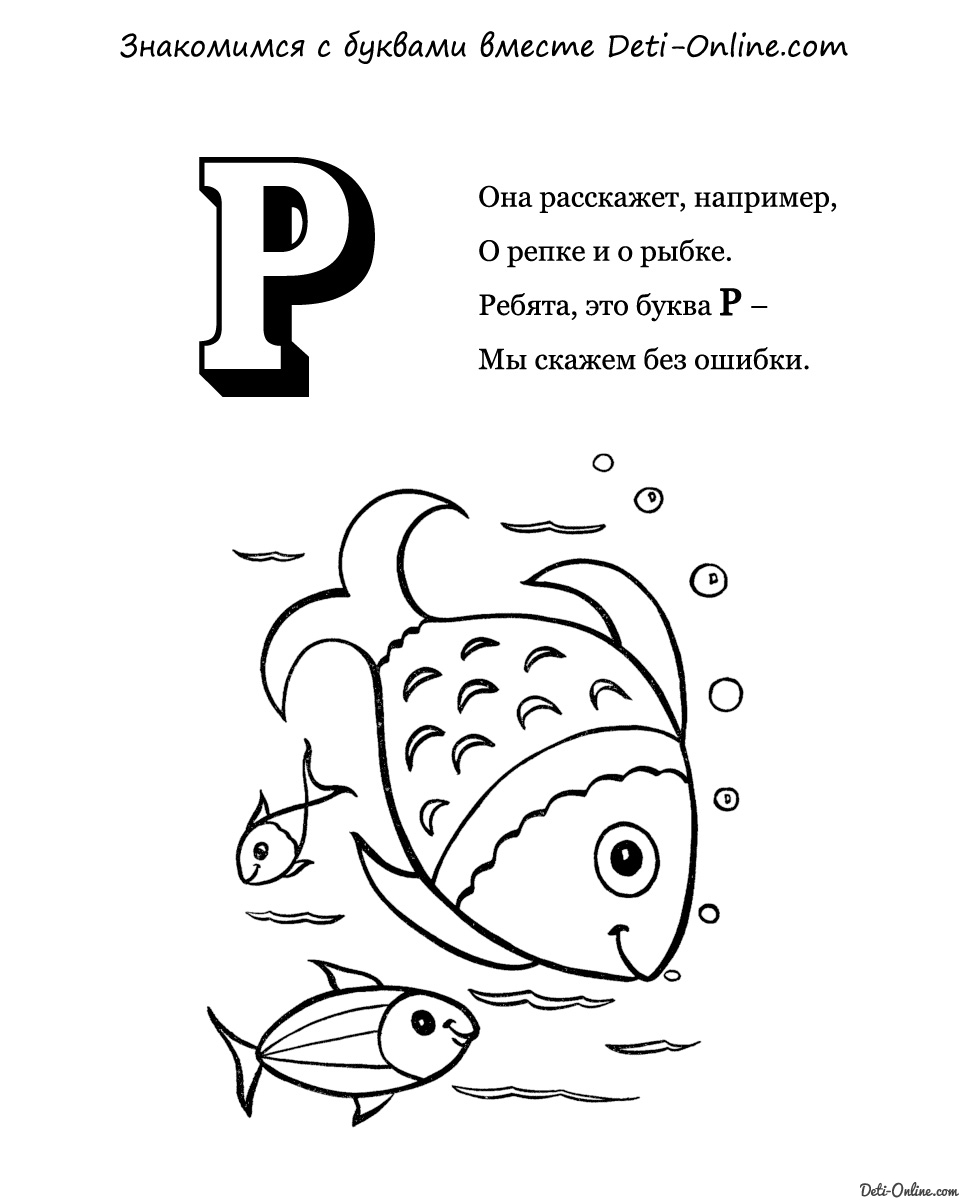 Знакомимся с буквами вместе Deti-Online.com
Р
Она расскажет, например,
О репке и о рыбке.
Ребята, это буква Р –
Мы скажем без ошибки.
Deti-Online.com